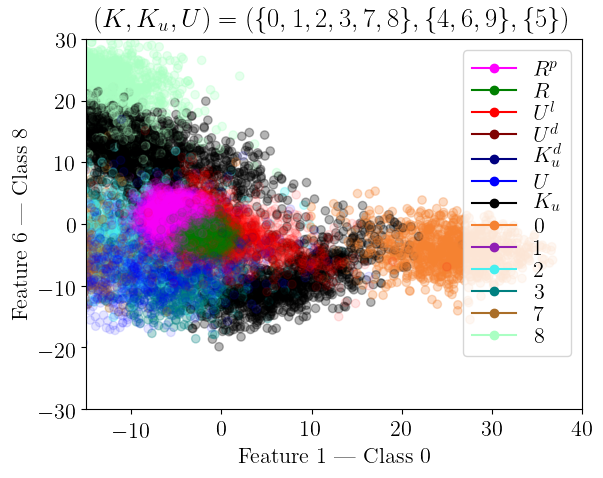 (K, K_u, U) = ({0, 1, 2, 3, 7, 8}, {4, 6, 9}, {5})
30
20
10
0
−10
−20
−30
−10
0
10
20
30
40
Feature 6 — Class 8
Feature 1 — Class 0
R^p
R
U^l
U^d
K_u^d
U
K_u
0
1
2
3
7
8